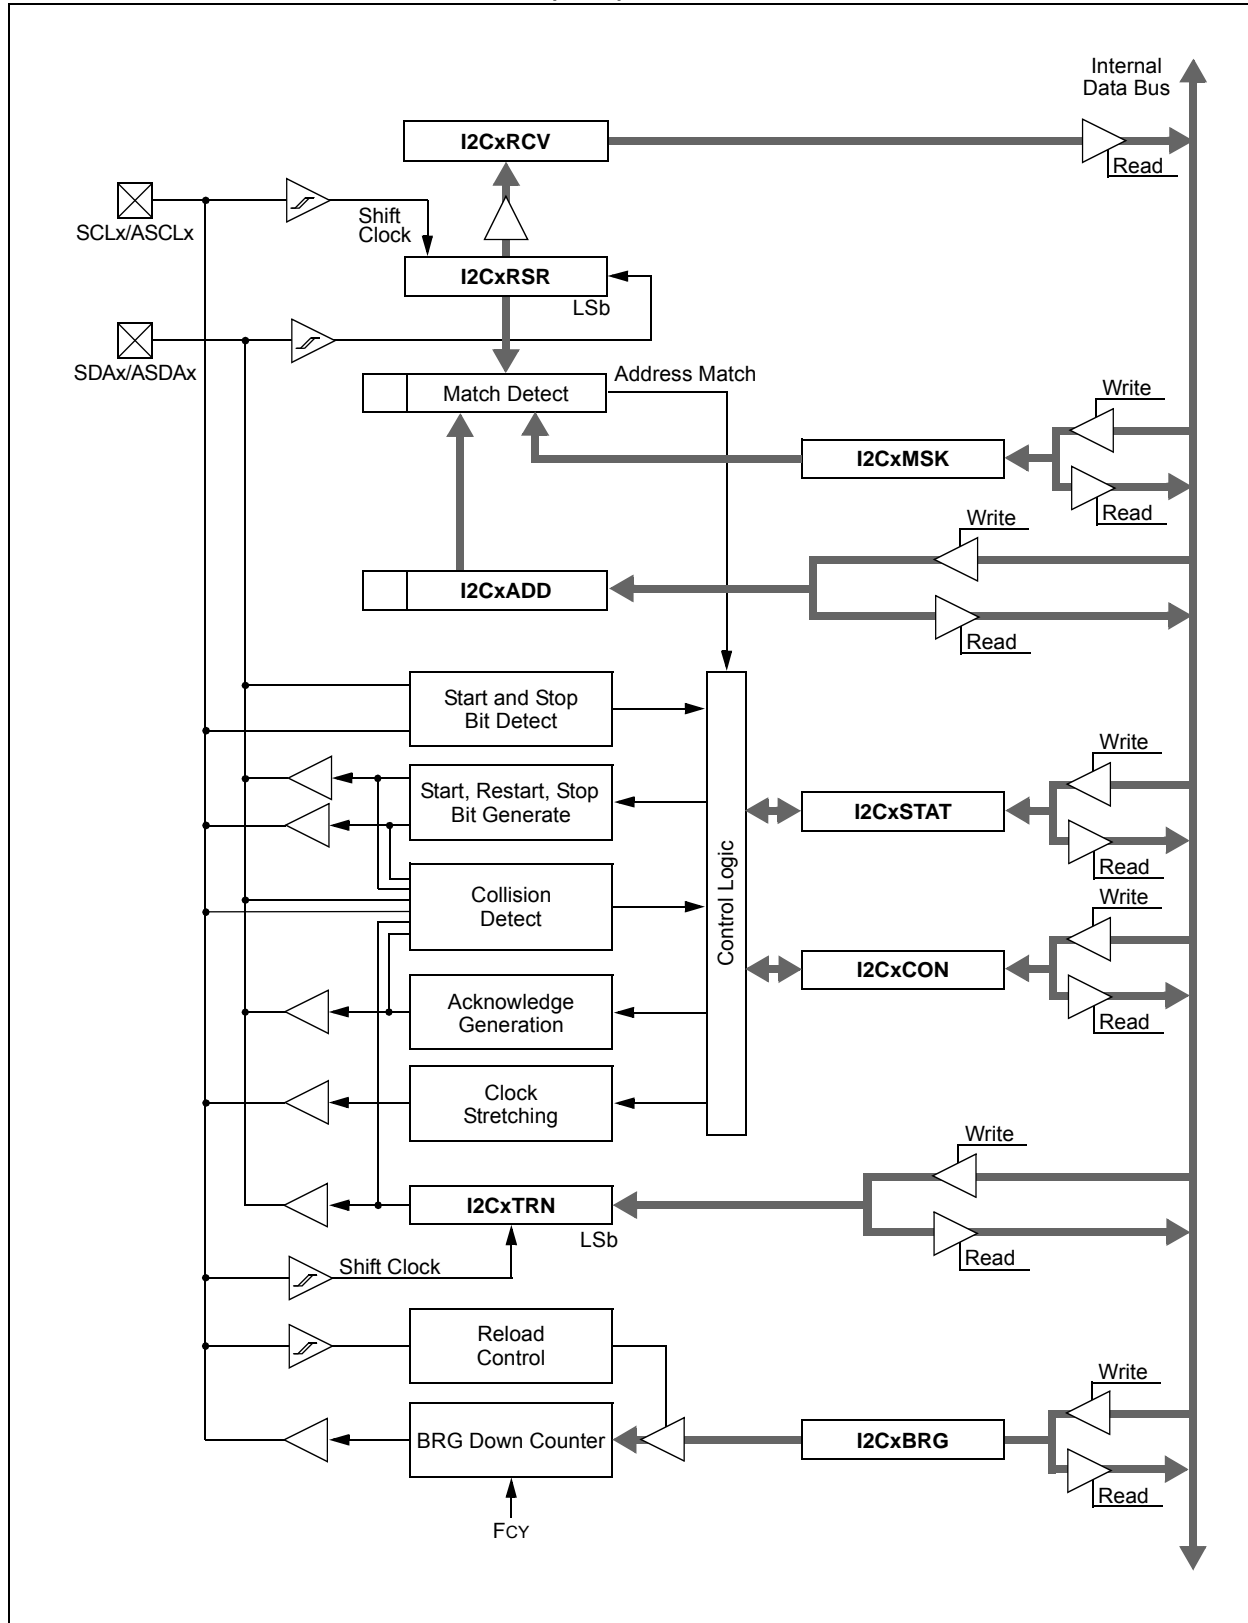 Internal
Data Bus
I2CxRCV
Read
SCLx/ASCLx
Shift
Clock
I2CxRSR
LSb
SDAx/ASDAx
Match Detect
Address Match
Write
I2CxMSK
Read
Write
I2CxADD
Read
Start and Stop
Bit Detect
Write
Start, Restart, Stop
Bit Generate
I2CxSTAT
Read
Control Logic
Collision
Detect
Write
I2CxCON
Read
Acknowledge
Generation
Clock
Stretching
Write
I2CxTRN
LSb
Read
Shift Clock
Reload
Control
Write
BRG Down Counter
I2CxBRG
Read
FCY